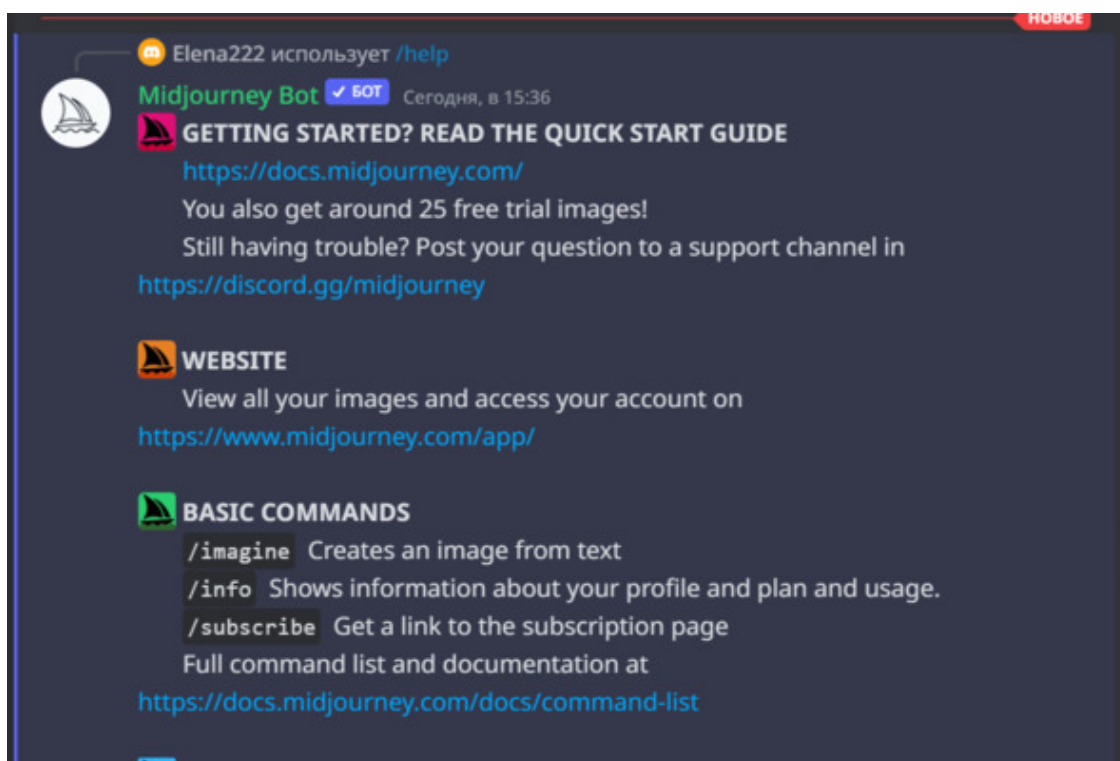 НОВОЕ
Elena222 использует /help
Midjourney Bot ✓ БОТ Сегодня, в 15:36
GETTING STARTED? READ THE QUICK START GUIDE
https://docs.midjourney.com/
You also get around 25 free trial images!
Still having trouble? Post your question to a support channel in
https://discord.gg/midjourney
WEBSITE
View all your images and access your account on
https://www.midjourney.com/app/
BASIC COMMANDS
/imagine Creates an image from text
/info Shows information about your profile and plan and usage.
/subscribe Get a link to the subscription page
Full command list and documentation at
https://docs.midjourney.com/docs/command-list